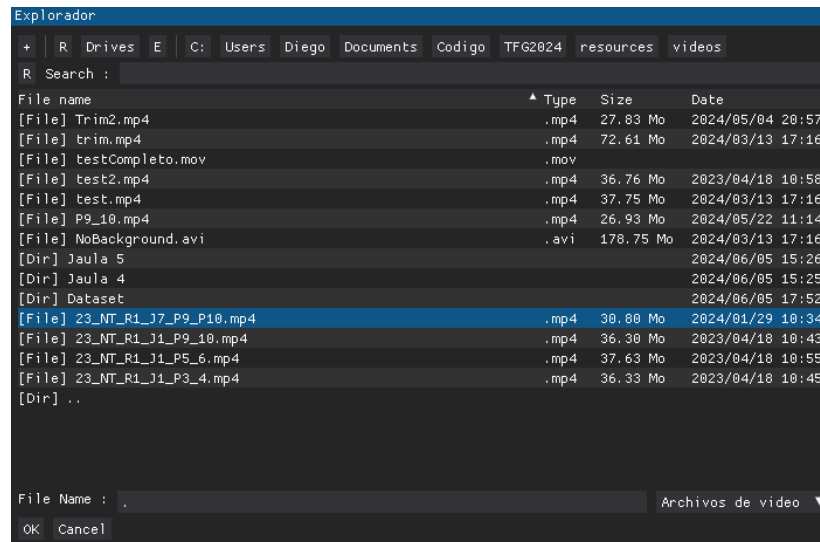 Explorador
+ R Drives E C: Users Diego Documents Codigo TFG2024 resources videos
R Search :
File name Type Size Date
[File] Trim2.mp4 .mp4 27.83 Mo 2024/05/04 20:57
[File] trim.mp4 .mp4 72.61 Mo 2024/03/13 17:16
[File] testCompleto.mov .mov
[File] test2.mp4 .mp4 36.76 Mo 2023/04/18 10:58
[File] test.mp4 .mp4 37.75 Mo 2024/03/13 17:16
[File] P9_10.mp4 .mp4 26.93 Mo 2024/05/22 11:14
[File] NoBackground.avi .avi 178.75 Mo 2024/03/13 17:16
[Dir] Jaula 5 2024/06/05 15:26
[Dir] Jaula 4 2024/06/05 15:25
[Dir] Dataset 2024/06/05 17:52
[File] 23_NT_R1_J7_P9_P10.mp4 .mp4 30.80 Mo 2024/01/29 10:34
[File] 23_NT_R1_J1_P9_10.mp4 .mp4 36.30 Mo 2023/04/18 10:43
[File] 23_NT_R1_J1_P5_6.mp4 .mp4 37.63 Mo 2023/04/18 10:55
[File] 23_NT_R1_J1_P3_4.mp4 .mp4 36.33 Mo 2023/04/18 10:45
[Dir] ..
File Name : . Archivos de video
OK Cancel